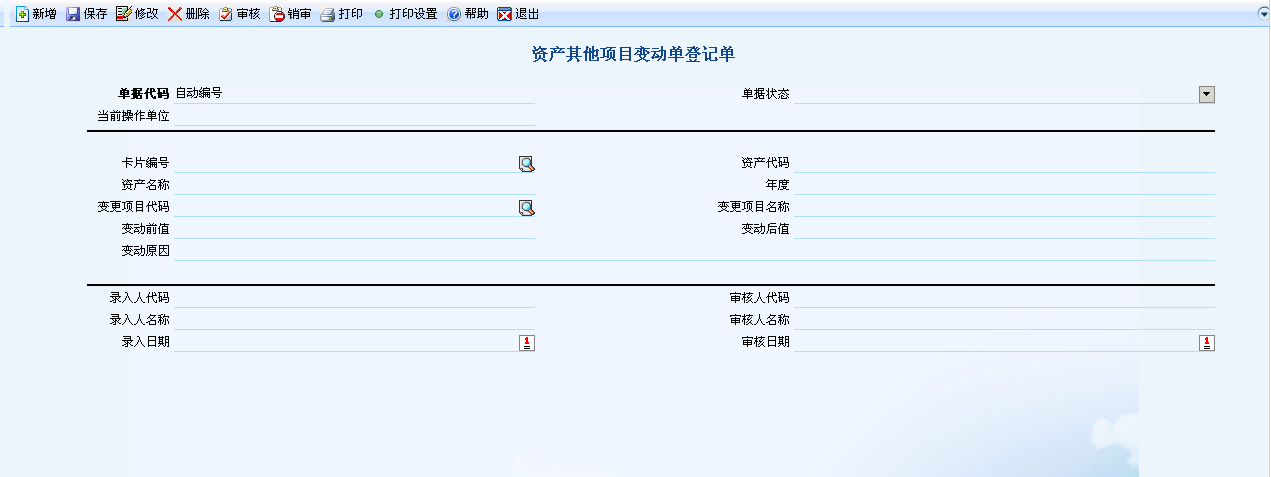 新增 保存 修改 删除 审核 销审 打印 打印设置 帮助 退出
资产其他项目变动单登记单
单据代码 自动编号 单据状态
当前操作单位
卡片编号 资产代码
资产名称 年度
变更项目代码 变更项目名称
变动前值 变动后值
变动原因
录入人代码 审核人代码
录入人名称 审核人名称
录入日期 1 审核日期 1